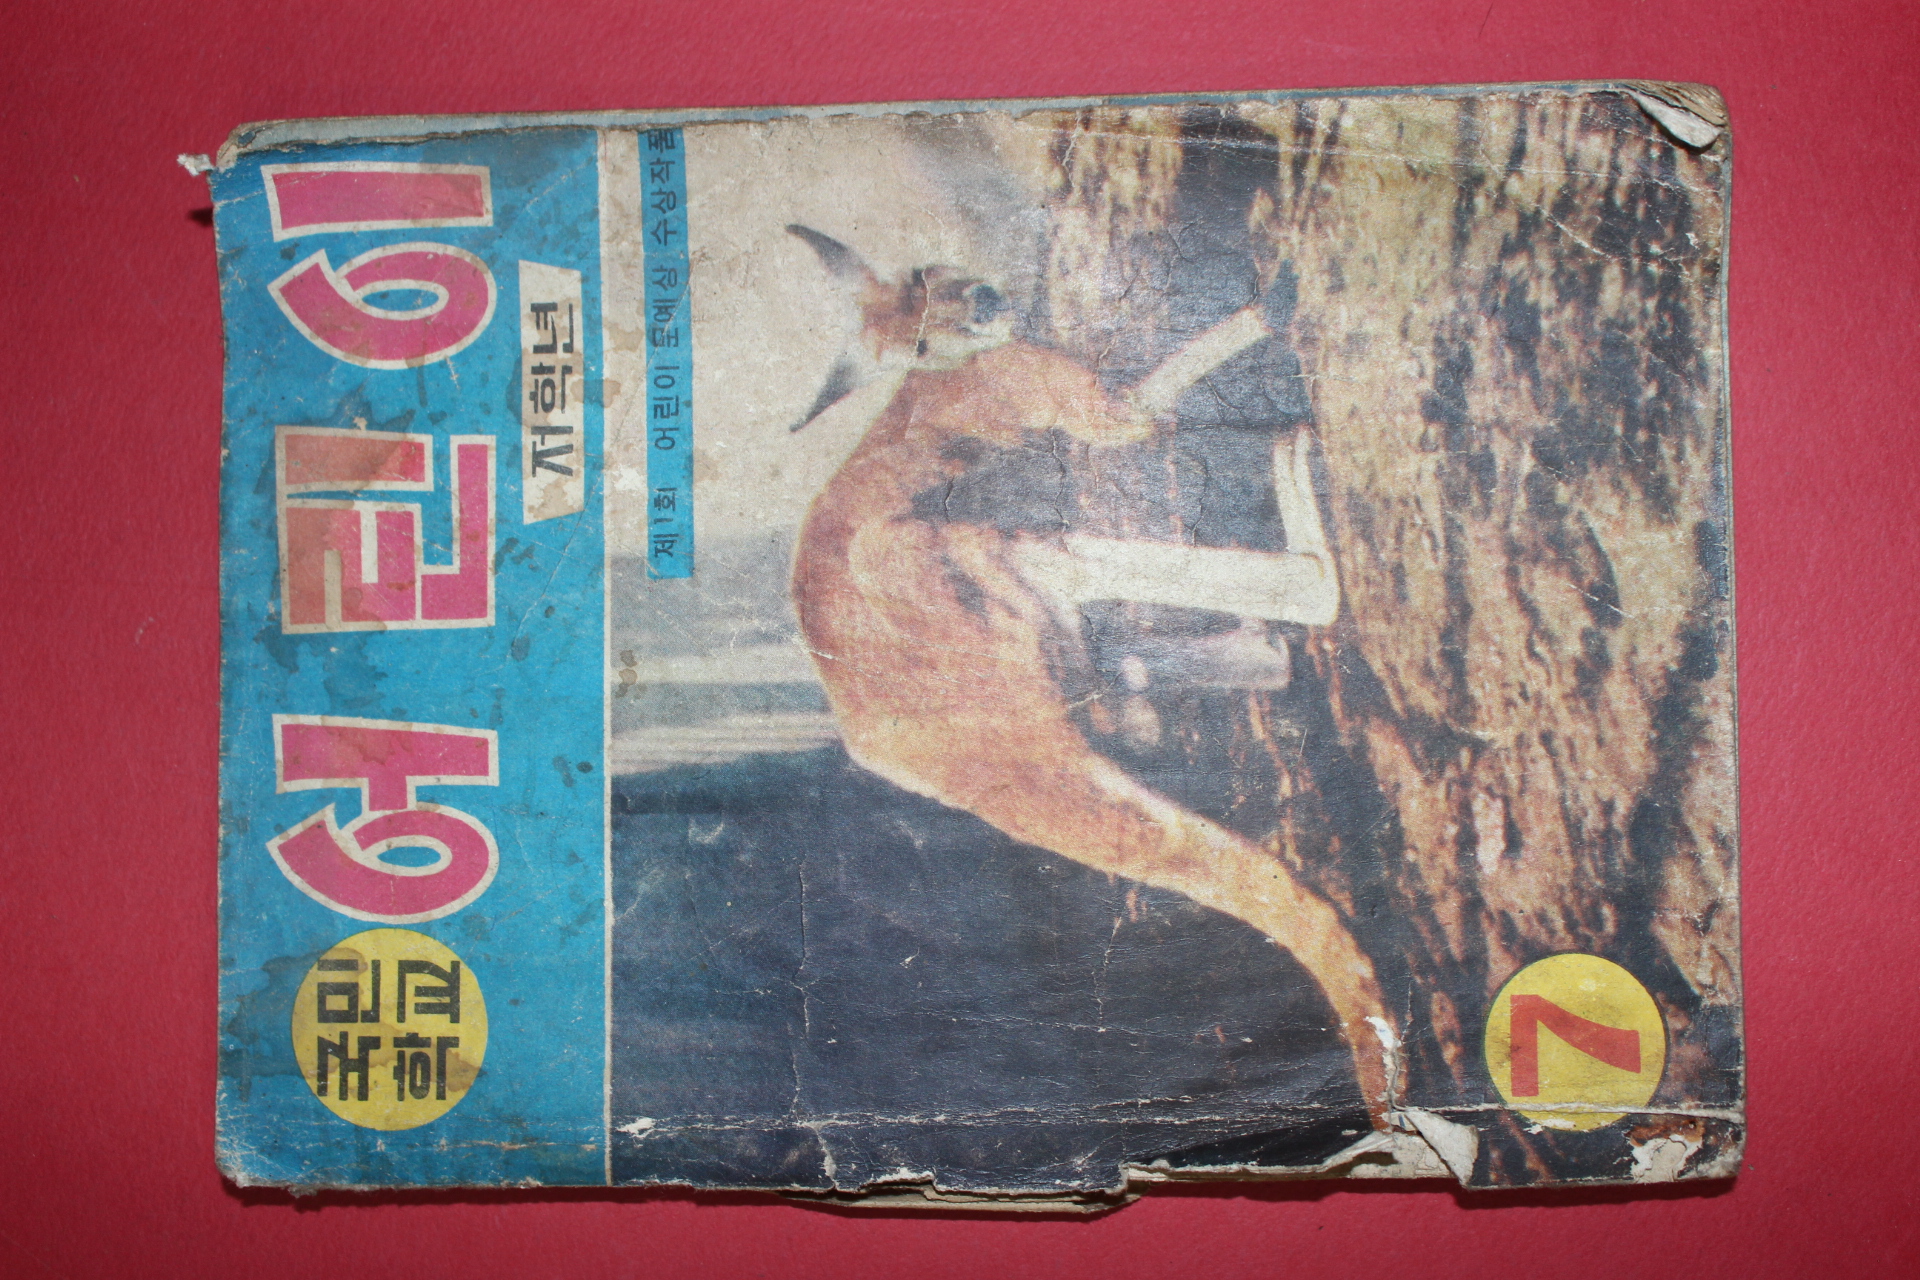 국민
학교
어린이
저학년
제1회 어린이 문예상 수상작품
7